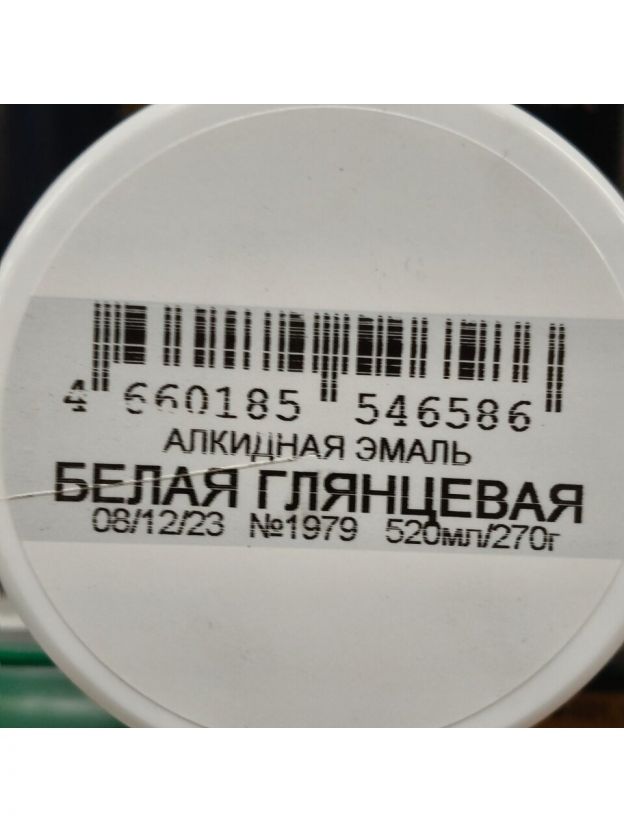 4 660185 546586
АЛКИДНАЯ ЭМАЛЬ
БЕЛАЯ ГЛЯНЦЕВАЯ
08/12/23 №1979 520мл/270г